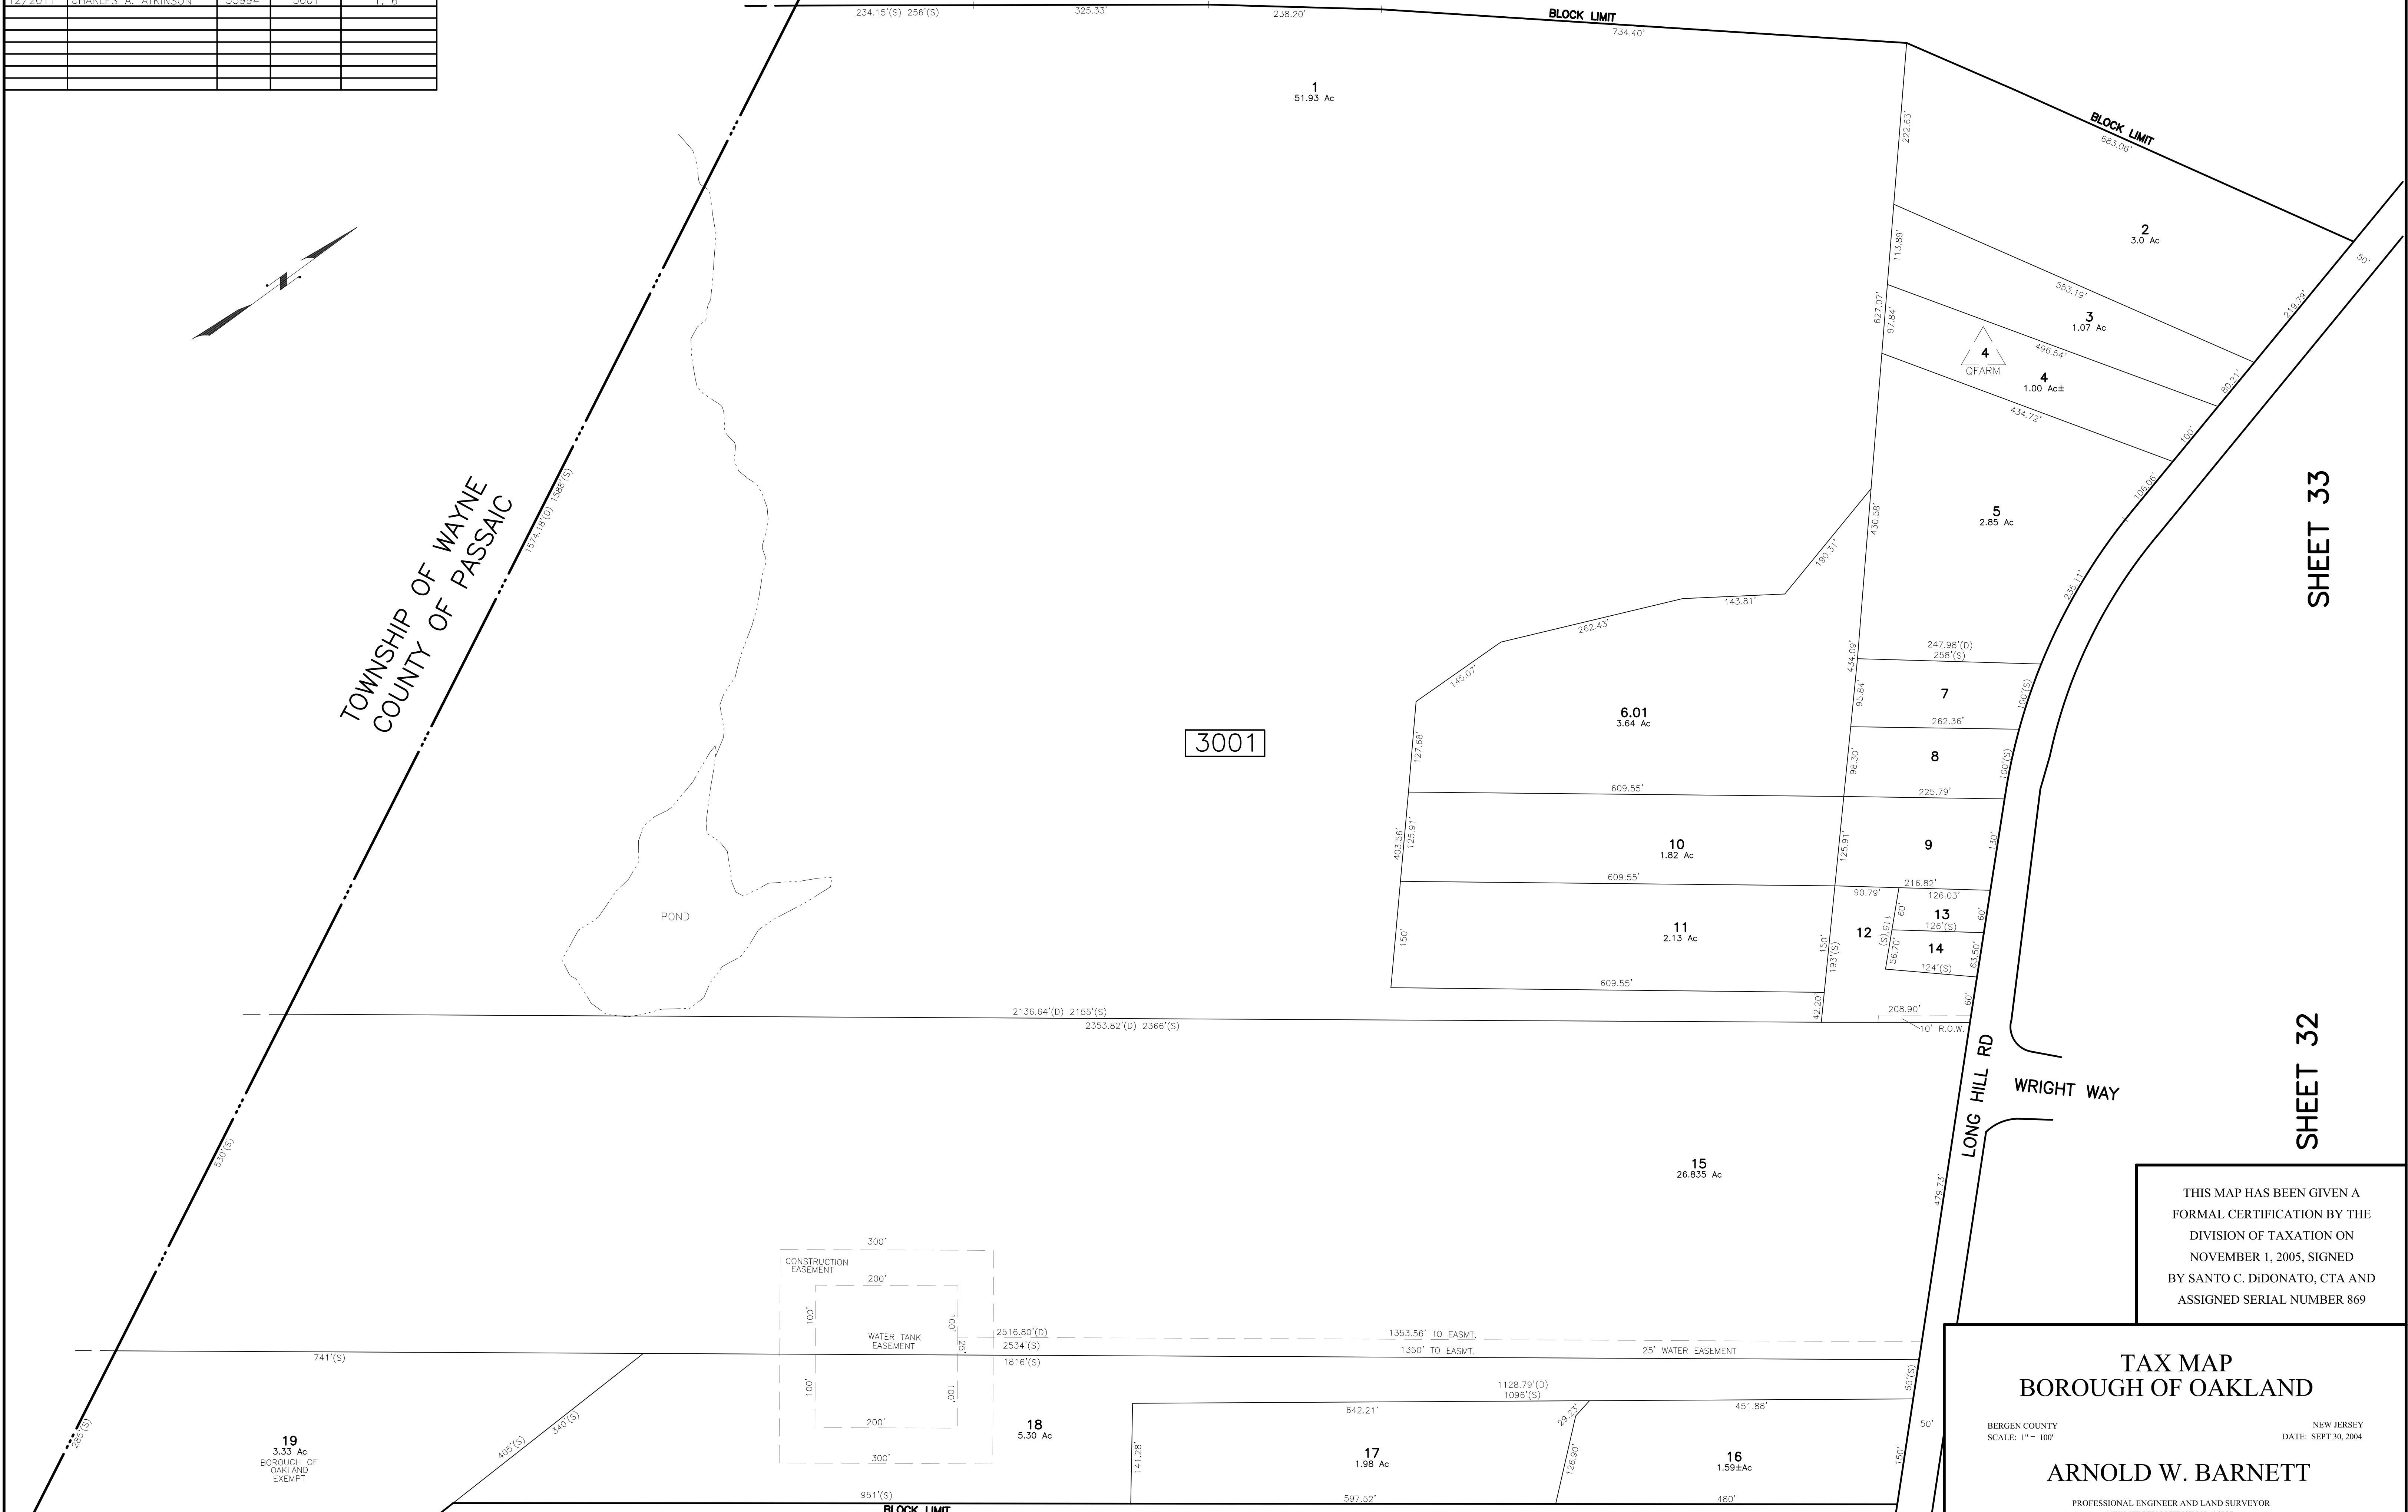 12/2011 CHARLES A. ATKINSON 35994 3001 1, 6
234.15'(S) 256'(S)
325.33'
238.20'
BLOCK LIMIT
734.40'
1
51.93 Ac
BLOCK LIMIT
683.06'
222.63'
2
3.0 Ac
50'
219.79'
113.89'
553.19'
3
1.07 Ac
627.07'
97.84'
496.54'
80.21'
4
QFARM
4
1.00 Ac±
434.72'
100'
106.06'
TOWNSHIP OF WAYNE
COUNTY OF PASSAIC
1574.18'(D) 1588'(S)
SHEET 33
5
2.85 Ac
430.58'
190.31'
143.81'
262.43'
145.07'
235.11'
247.98'(D)
258'(S)
434.09'
95.84'
7
100'(S)
262.36'
6.01
3.64 Ac
127.68'
3001
98.30'
8
100'(S)
609.55'
225.79'
403.56'
125.91'
10
1.82 Ac
125.91'
9
130'
609.55'
216.82'
90.79'
126.03'
POND
11
2.13 Ac
150'
150'
193'(S)
12
115'(S)
60'
13
60'
126'(S)
14
56.70'
63.50'
124'(S)
609.55'
42.20'
208.90'
60'
10' R.O.W.
2136.64'(D) 2155'(S)
2353.82'(D) 2366'(S)
LONG HILL RD
WRIGHT WAY
SHEET 32
530'(S)
15
26.835 Ac
479.73'
THIS MAP HAS BEEN GIVEN A
FORMAL CERTIFICATION BY THE
DIVISION OF TAXATION ON
NOVEMBER 1, 2005, SIGNED
BY SANTO C. DiDONATO, CTA AND
ASSIGNED SERIAL NUMBER 869
300'
CONSTRUCTION
EASEMENT
200'
100'
100'
WATER TANK
EASEMENT
25'
2516.80'(D)
2534'(S)
1353.56' TO EASMT.
1350' TO EASMT.
25' WATER EASEMENT
741'(S)
1816'(S)
100'
100'
200'
300'
1128.79'(D)
1096'(S)
55'(S)
642.21'
29.23'
451.88'
50'
285'(S)
19
3.33 Ac
BOROUGH OF
OAKLAND
EXEMPT
405'(S)
340'(S)
18
5.30 Ac
141.28'
17
1.98 Ac
126.90'
16
1.59±Ac
150'
951'(S)
597.52'
480'
BLOCK LIMIT
TAX MAP
BOROUGH OF OAKLAND
BERGEN COUNTY NEW JERSEY
SCALE: 1" = 100' DATE: SEPT 30, 2004
ARNOLD W. BARNETT
PROFESSIONAL ENGINEER AND LAND SURVEYOR